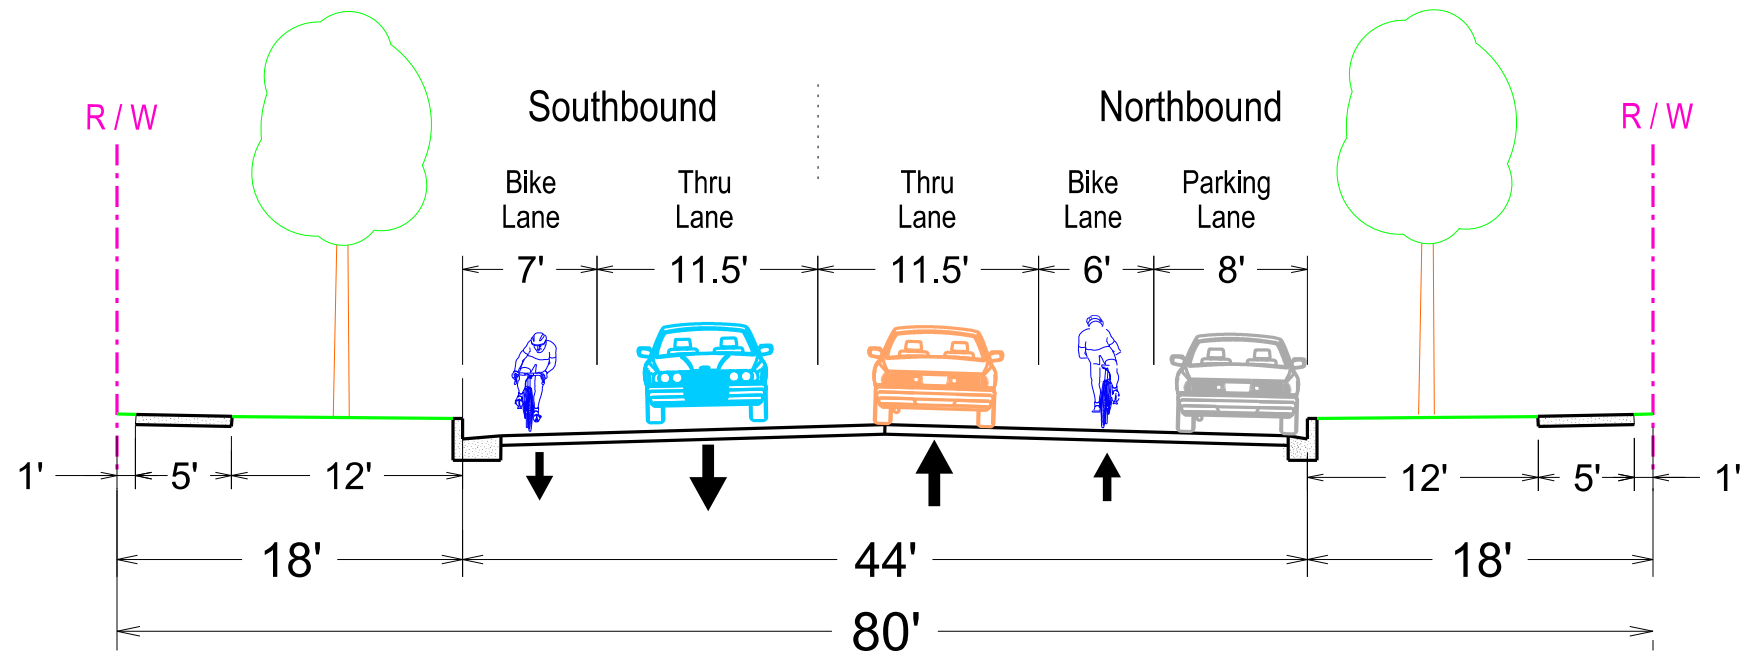 Southbound
Northbound
R / W
R / W
Bike Lane
Thru Lane
Thru Lane
Bike Lane
Parking Lane
7'
11.5'
11.5'
6'
8'
1'
5'
12'
12'
5'
1'
18'
44'
18'
80'